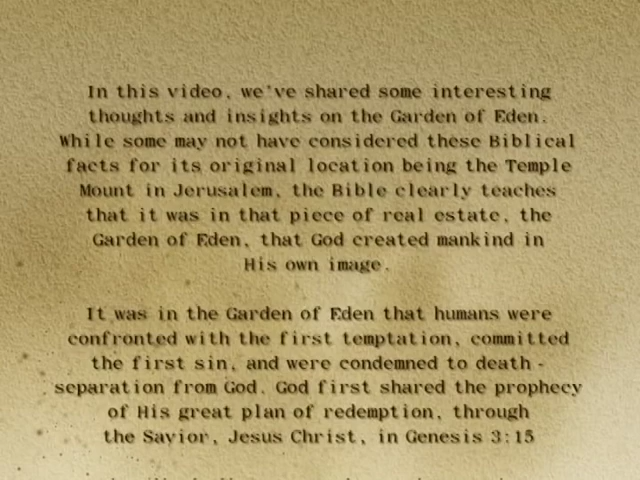 In this video, we've shared some interesting
thoughts and insights on the Garden of Eden.
While some may not have considered these Biblical
facts for its original location being the Temple
Mount in Jerusalem, the Bible clearly teaches
that it was in that piece of real estate, the
Garden of Eden, that God created mankind in
His own image.
It was in the Garden of Eden that humans were
confronted with the first temptation, committed
the first sin, and were condemned to death -
separation from God. God first shared the prophecy
of His great plan of redemption, through
the Savior, Jesus Christ, in Genesis 3:15